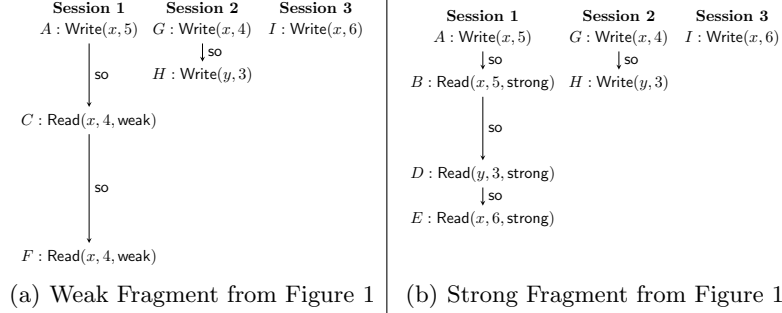 Session 1 Session 2 Session 3
A : Write(x, 5) G : Write(x, 4) I : Write(x, 6)
so
so
H : Write(y, 3)
C : Read(x, 4, weak)
so
F : Read(x, 4, weak)
(a) Weak Fragment from Figure 1
Session 1 Session 2 Session 3
A : Write(x, 5) G : Write(x, 4) I : Write(x, 6)
so so
B : Read(x, 5, strong) H : Write(y, 3)
so
D : Read(y, 3, strong)
so
E : Read(x, 6, strong)
(b) Strong Fragment from Figure 1